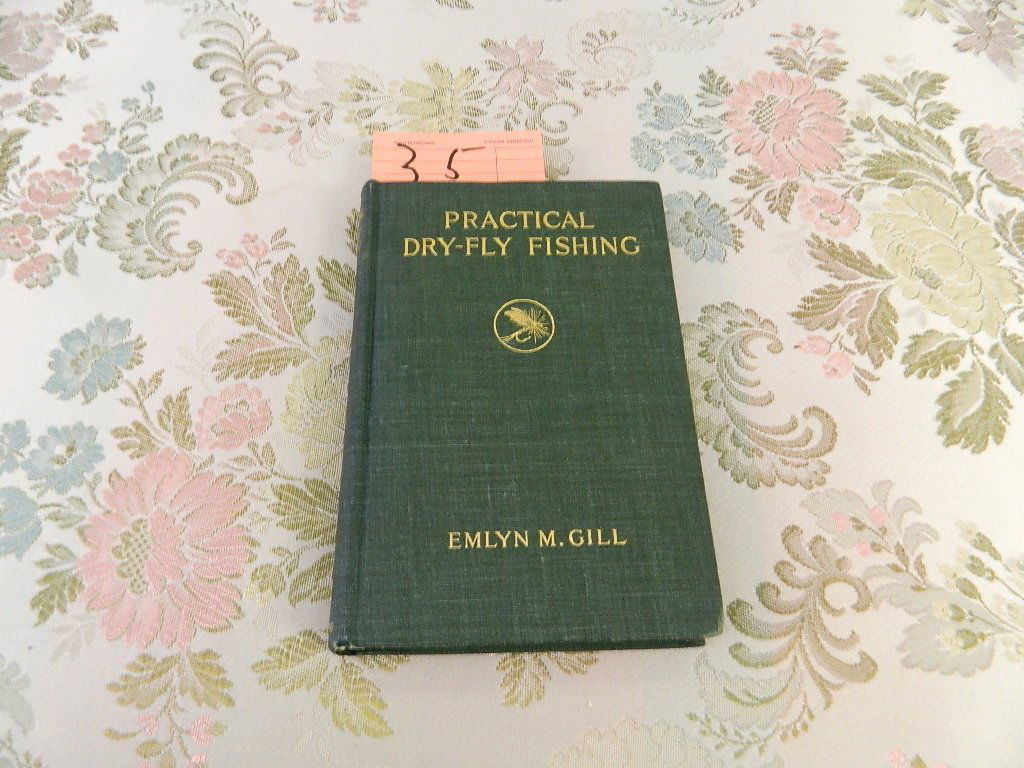 35
PRACTICAL
DRY-FLY FISHING
EMLYN M. GILL